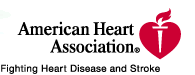 American Heart
Association®
Fighting Heart Disease and Stroke